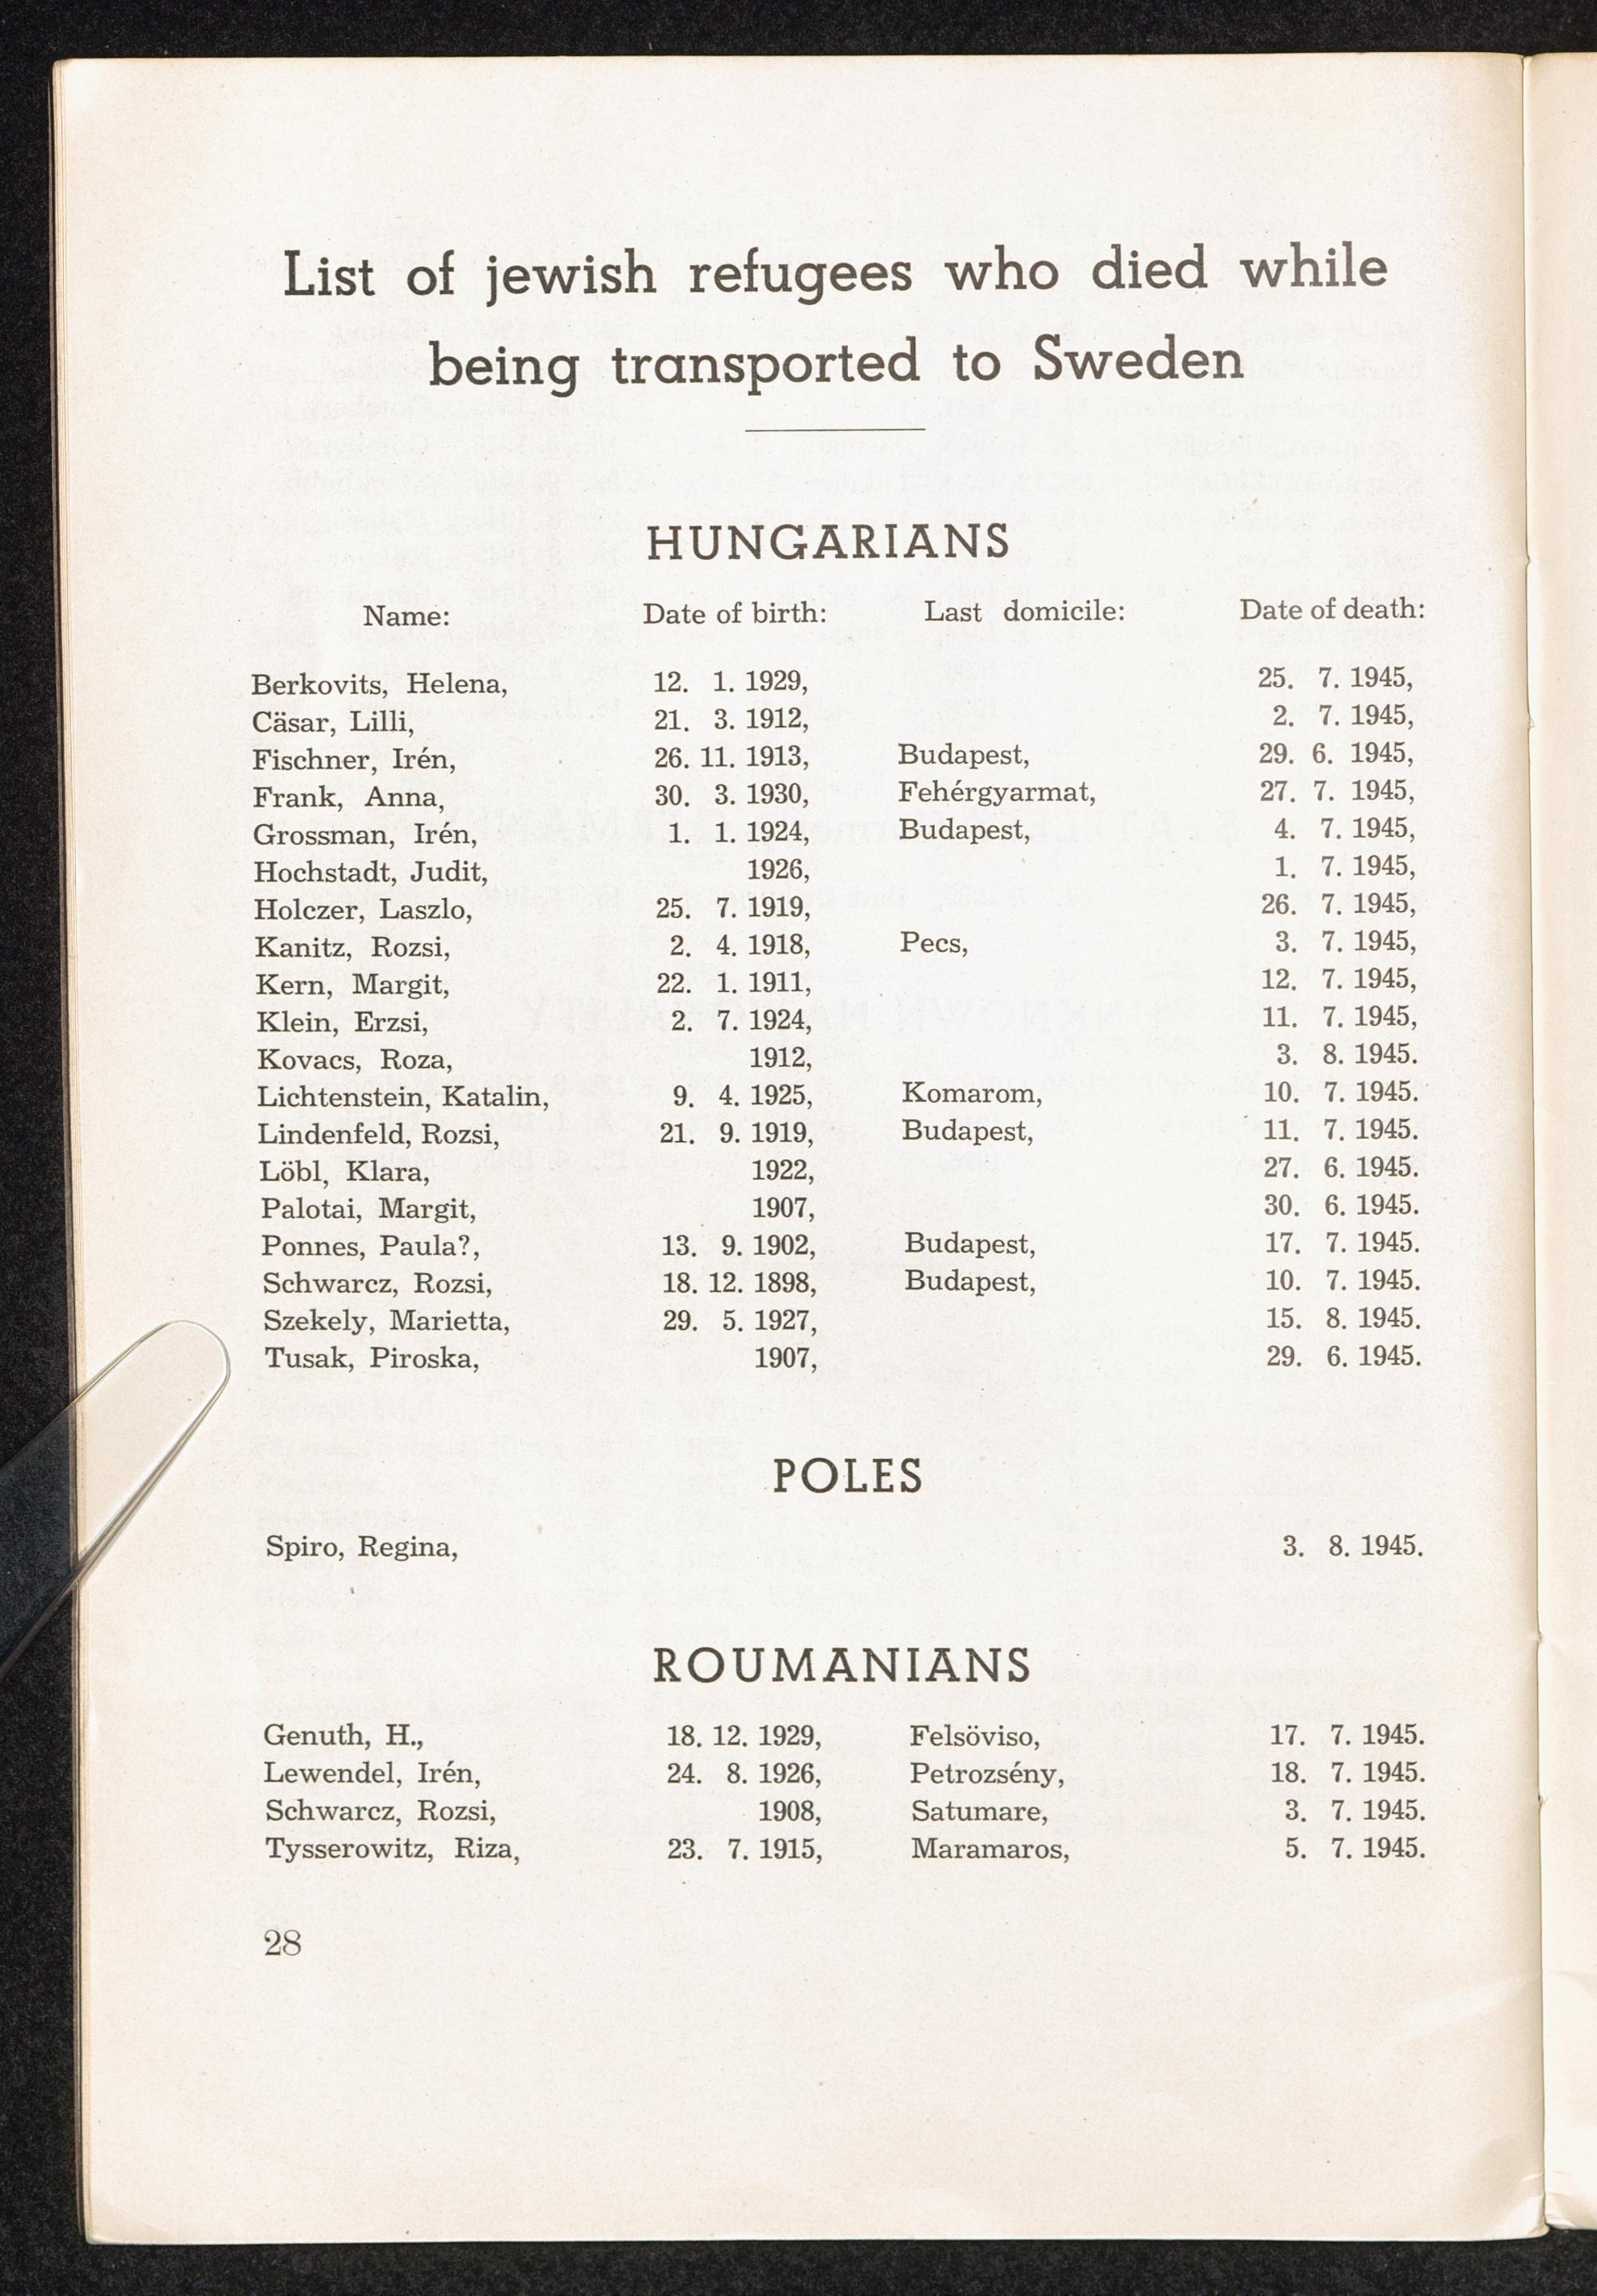 List of jewish refugees who died while
being transported to Sweden
HUNGARIANS
Name: Date of birth: Last domicile: Date of death:
Berkovits, Helena, 12. 1. 1929, 25. 7. 1945,
Cäsar, Lilli, 21. 3. 1912, 2. 7. 1945,
Fischner, Irén, 26. 11. 1913, Budapest, 29. 6. 1945,
Frank, Anna, 30. 3. 1930, Fehérgyarmat, 27. 7. 1945,
Grossman, Irén, 1. 1. 1924, Budapest, 4. 7. 1945,
Hochstadt, Judit, 1926, 1. 7. 1945,
Holczer, Laszlo, 25. 7. 1919, 26. 7. 1945,
Kanitz, Rozsi, 2. 4. 1918, Pecs, 3. 7. 1945,
Kern, Margit, 22. 1. 1911, 12. 7. 1945,
Klein, Erzsi, 2. 7. 1924, 11. 7. 1945,
Kovacs, Roza, 1912, 3. 8. 1945.
Lichtenstein, Katalin, 9. 4. 1925, Komarom, 10. 7. 1945.
Lindenfeld, Rozsi, 21. 9. 1919, Budapest, 11. 7. 1945.
Löbl, Klara, 1922, 27. 6. 1945.
Palotai, Margit, 1907, 30. 6. 1945.
Ponnes, Paula?, 13. 9. 1902, Budapest, 17. 7. 1945.
Schwarcz, Rozsi, 18. 12. 1898, Budapest, 10. 7. 1945.
Szekely, Marietta, 29. 5. 1927, 15. 8. 1945.
Tusak, Piroska, 1907, 29. 6. 1945.
POLES
Spiro, Regina, 3. 8. 1945.
ROUMANIANS
Genuth, H., 18. 12. 1929, Felsöviso, 17. 7. 1945.
Lewendel, Irén, 24. 8. 1926, Petrozsény, 18. 7. 1945.
Schwarcz, Rozsi, 1908, Satumare, 3. 7. 1945.
Tysserowitz, Riza, 23. 7. 1915, Maramaros, 5. 7. 1945.
28